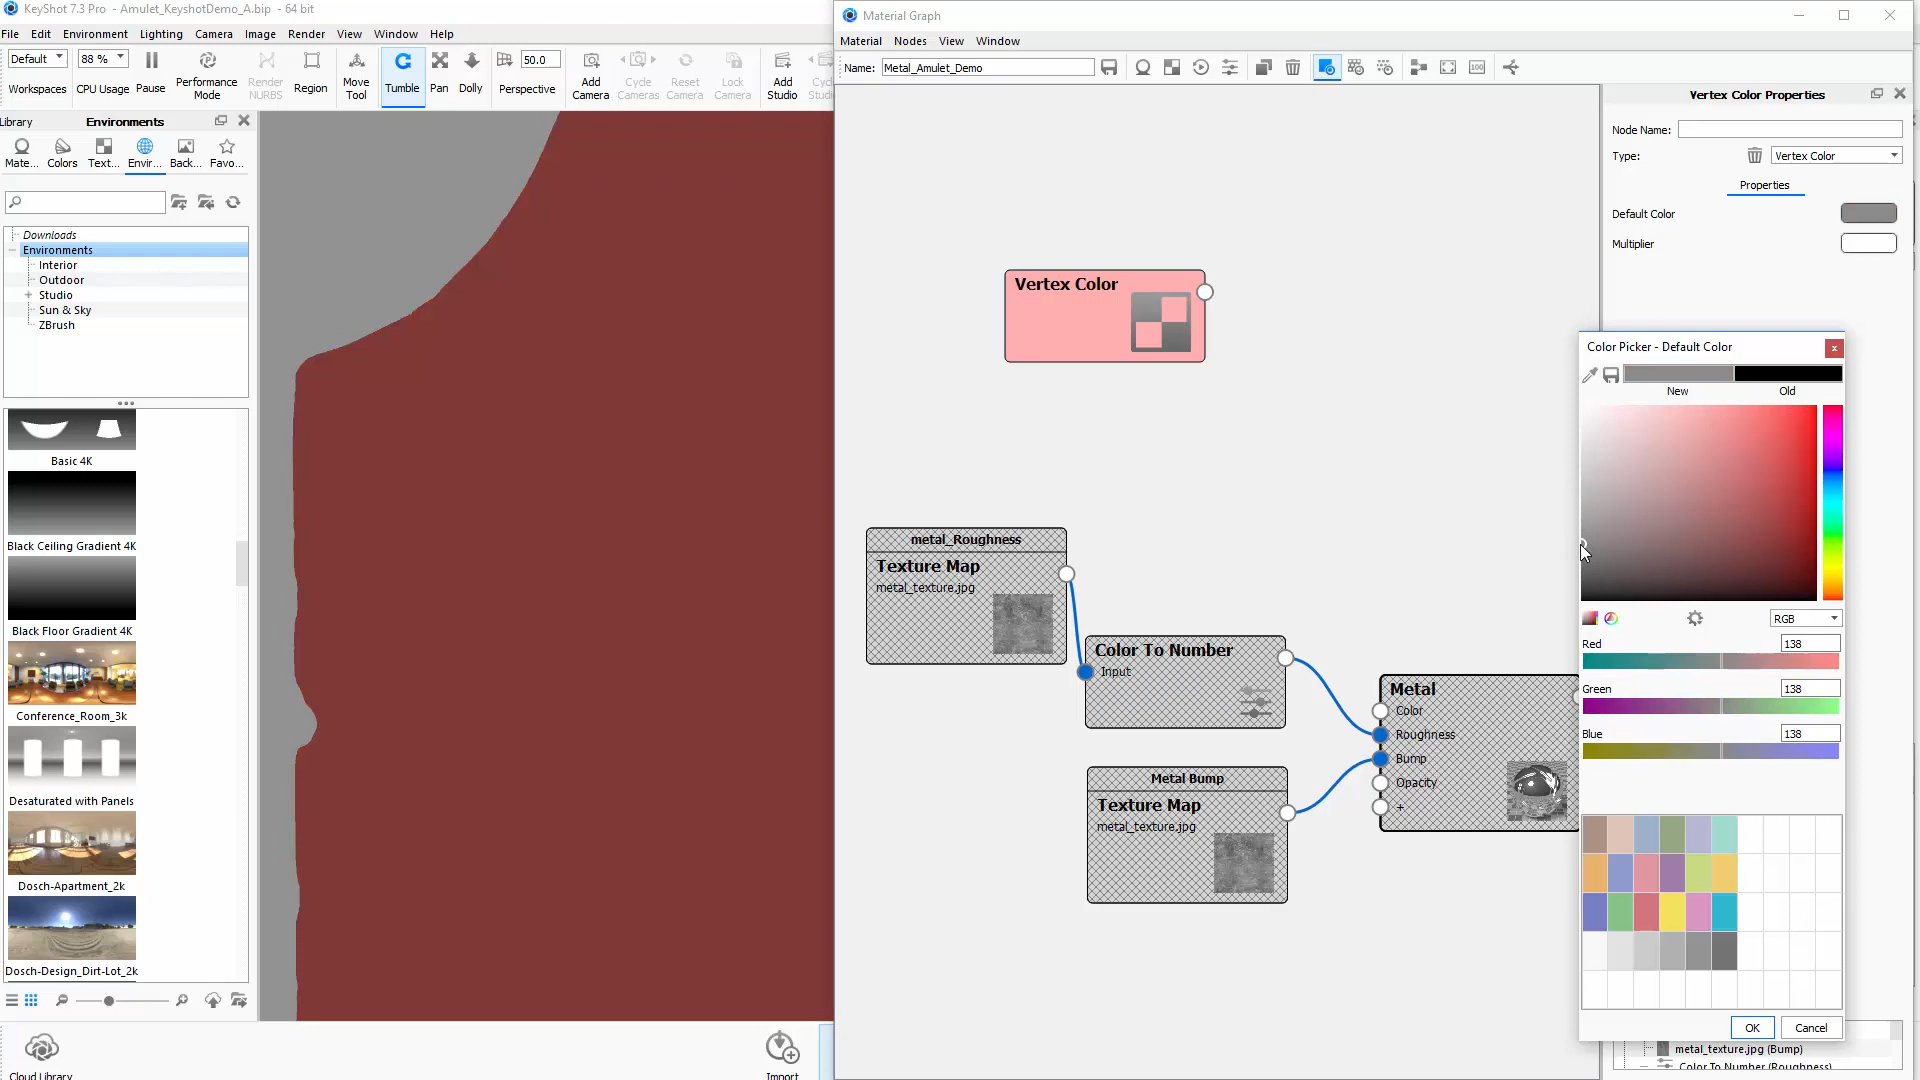 KeyShot 7.3 Pro - Amulet_KeyshotDemo_A.bip - 64 bit
File Edit Environment Lighting Camera Image Render View Window Help
Default 88 % 50.0
Workspaces CPU Usage Pause Performance Mode Render NURBS Region Move Tool Tumble Pan Dolly Perspective Add Camera Cycle Cameras Reset Camera Lock Camera Add Studio
Library Environments
Mate... Colors Text... Envir... Back... Favo...
Downloads
Environments
Interior
Outdoor
Studio
Sun & Sky
ZBrush
Basic 4K
Black Ceiling Gradient 4K
Black Floor Gradient 4K
Conference_Room_3k
Desaturated with Panels
Dosch-Apartment_2k
Dosch-Design_Dirt-Lot_2k
Cloud Library
Import
Material Graph
Material Nodes View Window
Name: Metal_Amulet_Demo
100
Vertex Color
metal_Roughness
Texture Map
metal_texture.jpg
Color To Number
Input
Metal Bump
Texture Map
metal_texture.jpg
Metal
Color
Roughness
Bump
Opacity
+
Vertex Color Properties
Node Name:
Type: Vertex Color
Properties
Default Color
Multiplier
Color Picker - Default Color
New Old
RGB
Red 138
Green 138
Blue 138
OK Cancel
metal_texture.jpg (Bump)
Color To Number (Roughness)